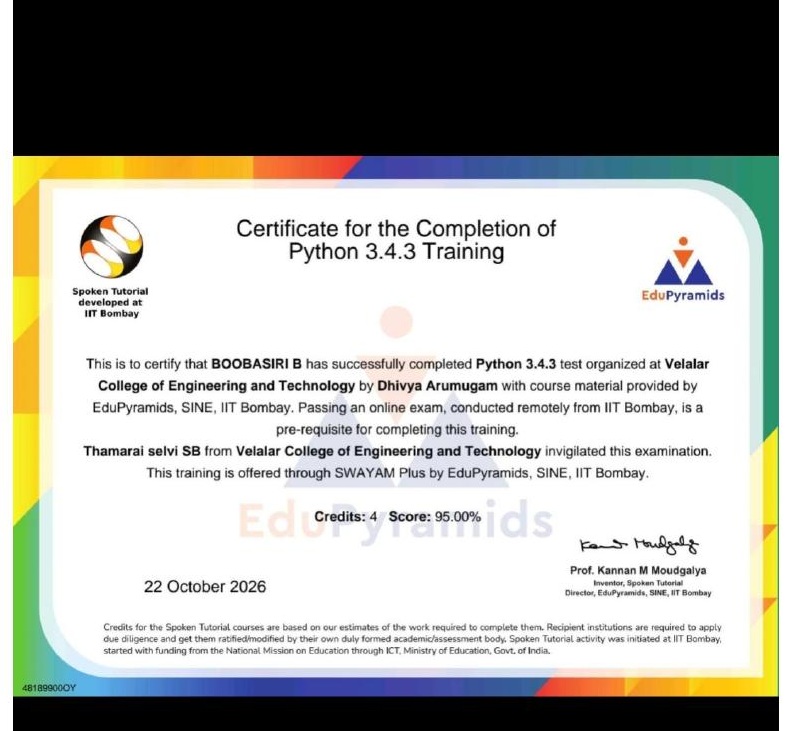 Certificate for the Completion of
Python 3.4.3 Training
Spoken Tutorial
developed at
IIT Bombay
EduPyramids
This is to certify that BOOBASIRI B has successfully completed Python 3.4.3 test organized at Velalar
College of Engineering and Technology by Dhivya Arumugam with course material provided by
EduPyramids, SINE, IIT Bombay. Passing an online exam, conducted remotely from IIT Bombay, is a
pre-requisite for completing this training.
Thamarai selvi SB from Velalar College of Engineering and Technology invigilated this examination.
This training is offered through SWAYAM Plus by EduPyramids, SINE, IIT Bombay.
EduPyramids
Credits: 4 Score: 95.00%
Kannan Moudgalya
Prof. Kannan M Moudgalya
Inventor, Spoken Tutorial
Director, EduPyramids, SINE, IIT Bombay
22 October 2026
Credits for the Spoken Tutorial courses are based on our estimates of the work required to complete them. Recipient institutions are required to apply
due diligence and get them ratified/modified by their own duly formed academic/assessment body. Spoken Tutorial activity was initiated at IIT Bombay,
started with funding from the National Mission on Education through ICT, Ministry of Education, Govt. of India.
4818990OOY